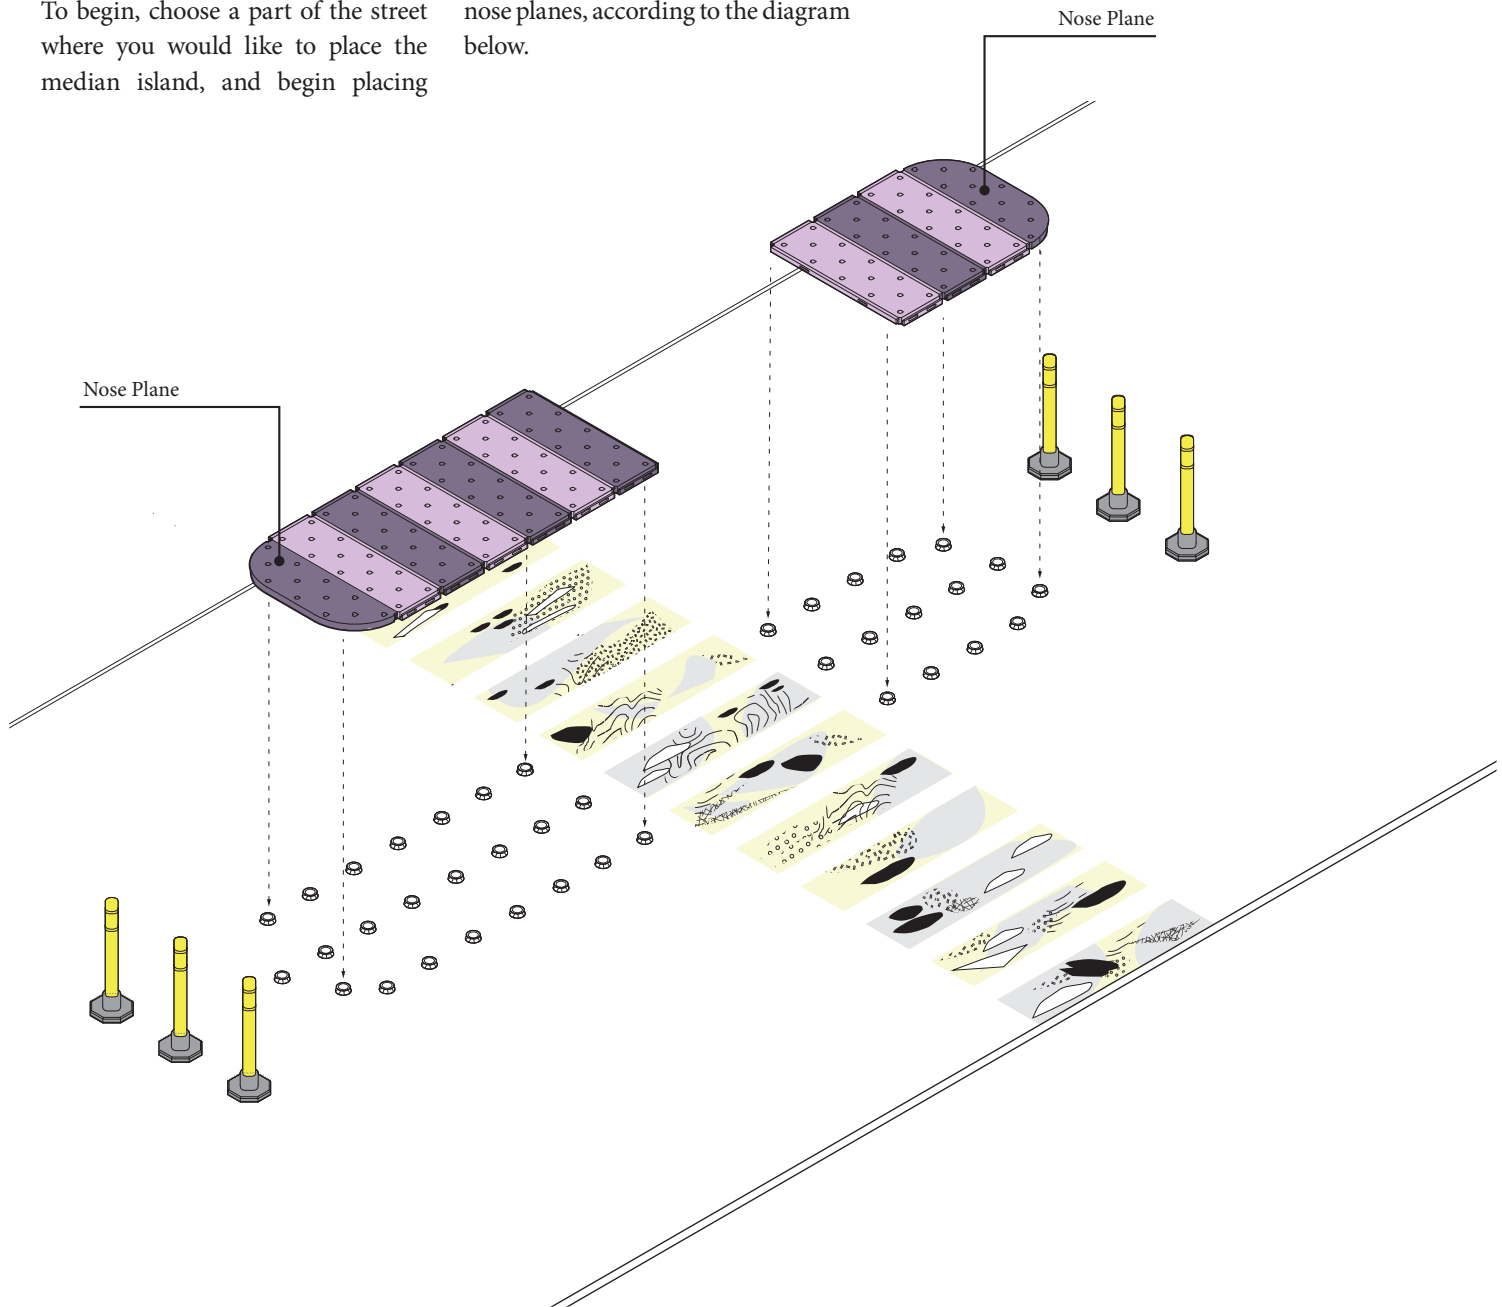 To begin, choose a part of the street
where you would like to place the
median island, and begin placing
nose planes, according to the diagram
below.
Nose Plane
Nose Plane